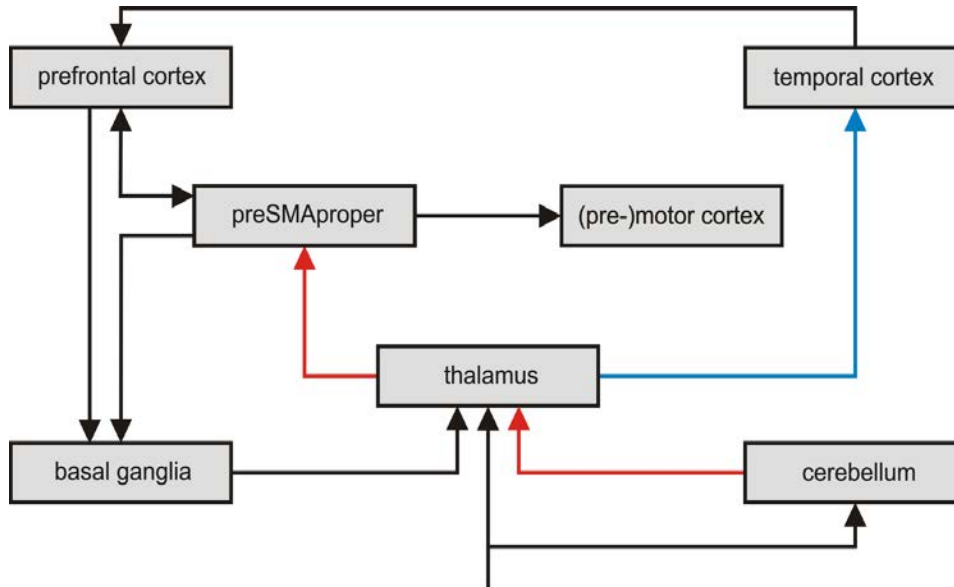 prefrontal cortex
temporal cortex
preSMAproper
(pre-)motor cortex
thalamus
basal ganglia
cerebellum